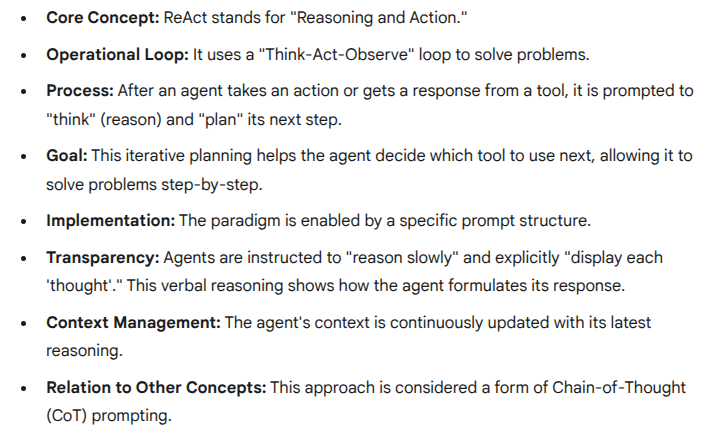 • Core Concept: ReAct stands for "Reasoning and Action."
• Operational Loop: It uses a "Think-Act-Observe" loop to solve problems.
• Process: After an agent takes an action or gets a response from a tool, it is prompted to
"think" (reason) and "plan" its next step.
• Goal: This iterative planning helps the agent decide which tool to use next, allowing it to
solve problems step-by-step.
• Implementation: The paradigm is enabled by a specific prompt structure.
• Transparency: Agents are instructed to "reason slowly" and explicitly "display each
'thought'." This verbal reasoning shows how the agent formulates its response.
• Context Management: The agent's context is continuously updated with its latest
reasoning.
• Relation to Other Concepts: This approach is considered a form of Chain-of-Thought
(CoT) prompting.